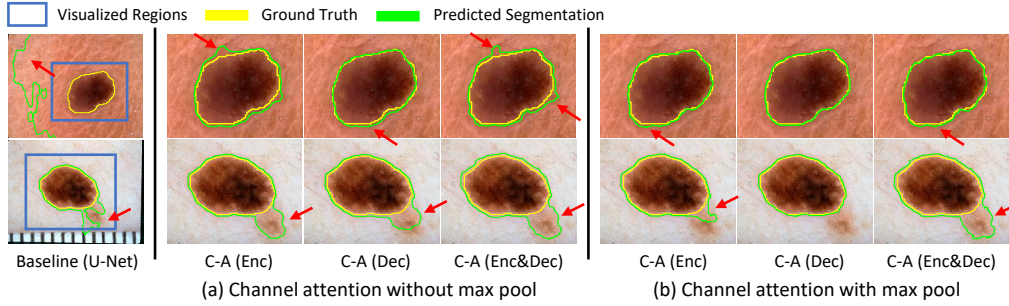 Visualized Regions Ground Truth Predicted Segmentation
Baseline (U-Net) C-A (Enc) C-A (Dec) C-A (Enc&Dec) C-A (Enc) C-A (Dec) C-A (Enc&Dec)
(a) Channel attention without max pool (b) Channel attention with max pool